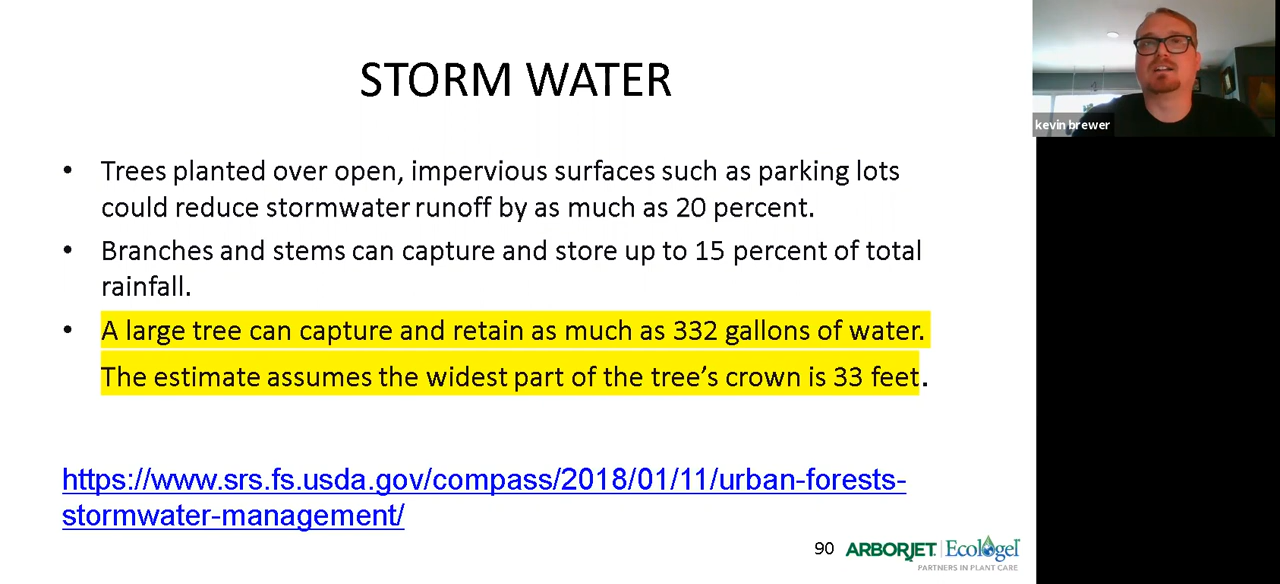 STORM WATER
• Trees planted over open, impervious surfaces such as parking lots
could reduce stormwater runoff by as much as 20 percent.
• Branches and stems can capture and store up to 15 percent of total
rainfall.
• A large tree can capture and retain as much as 332 gallons of water.
The estimate assumes the widest part of the tree’s crown is 33 feet.
https://www.srs.fs.usda.gov/compass/2018/01/11/urban-forests-
stormwater-management/
90 ARBORJET | Ecologel
PARTNERS IN PLANT CARE
kevin brewer